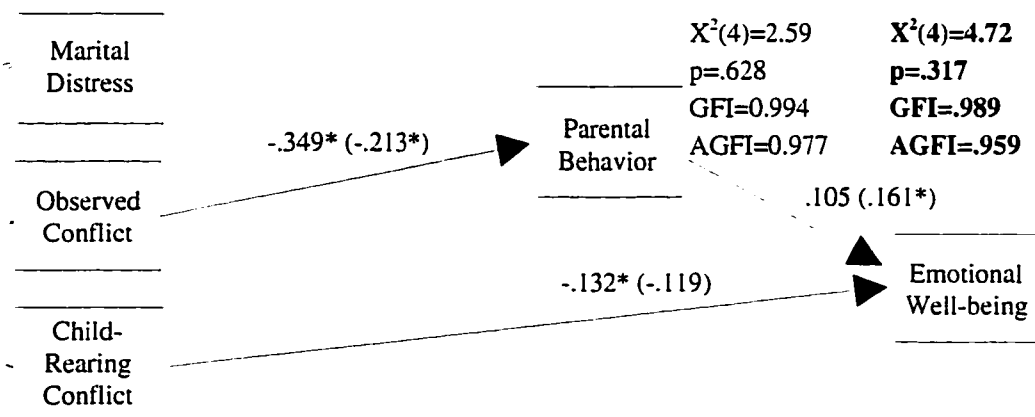 Marital
Distress
Observed
Conflict
Child-
Rearing
Conflict
-.349* (-.213*)
Parental
Behavior
X²(4)=2.59
p=.628
GFI=0.994
AGFI=0.977
X²(4)=4.72
p=.317
GFI=.989
AGFI=.959
.105 (.161*)
-.132* (-.119)
Emotional
Well-being